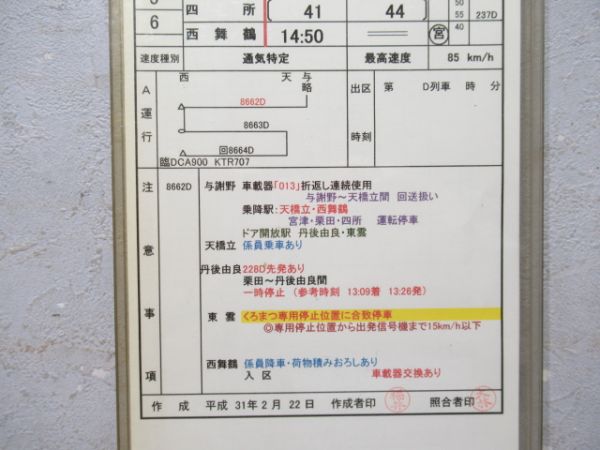 四所 41 44 50 55 237D
6 西舞鶴 14:50 宮 40
速度種別 通気特定 最高速度 85 km/h
A運行 西 天 与 略 出区 第 D列車 時 分
8662D
8663D 時刻
回8664D
臨DCA900 KTR707
注意事項 8662D 与謝野 車載器「013」折返し連続使用
与謝野～天橋立間 回送扱い
乗降駅:天橋立・西舞鶴
宮津・栗田・四所 運転停車
ドア開放駅 丹後由良・東雲
天橋立 係員乗車あり
丹後由良 228D先発あり
栗田～丹後由良間
一時停止 (参考時刻 13:09着 13:26発)
東雲 くろまつ専用停止位置に合致停車
◎専用停止位置から出発信号機まで15km/h以下
西舞鶴 係員降車・荷物積みおろしあり
入区 車載器交換あり
作成 平成 31年 2月 22日 作成者印 照合者印